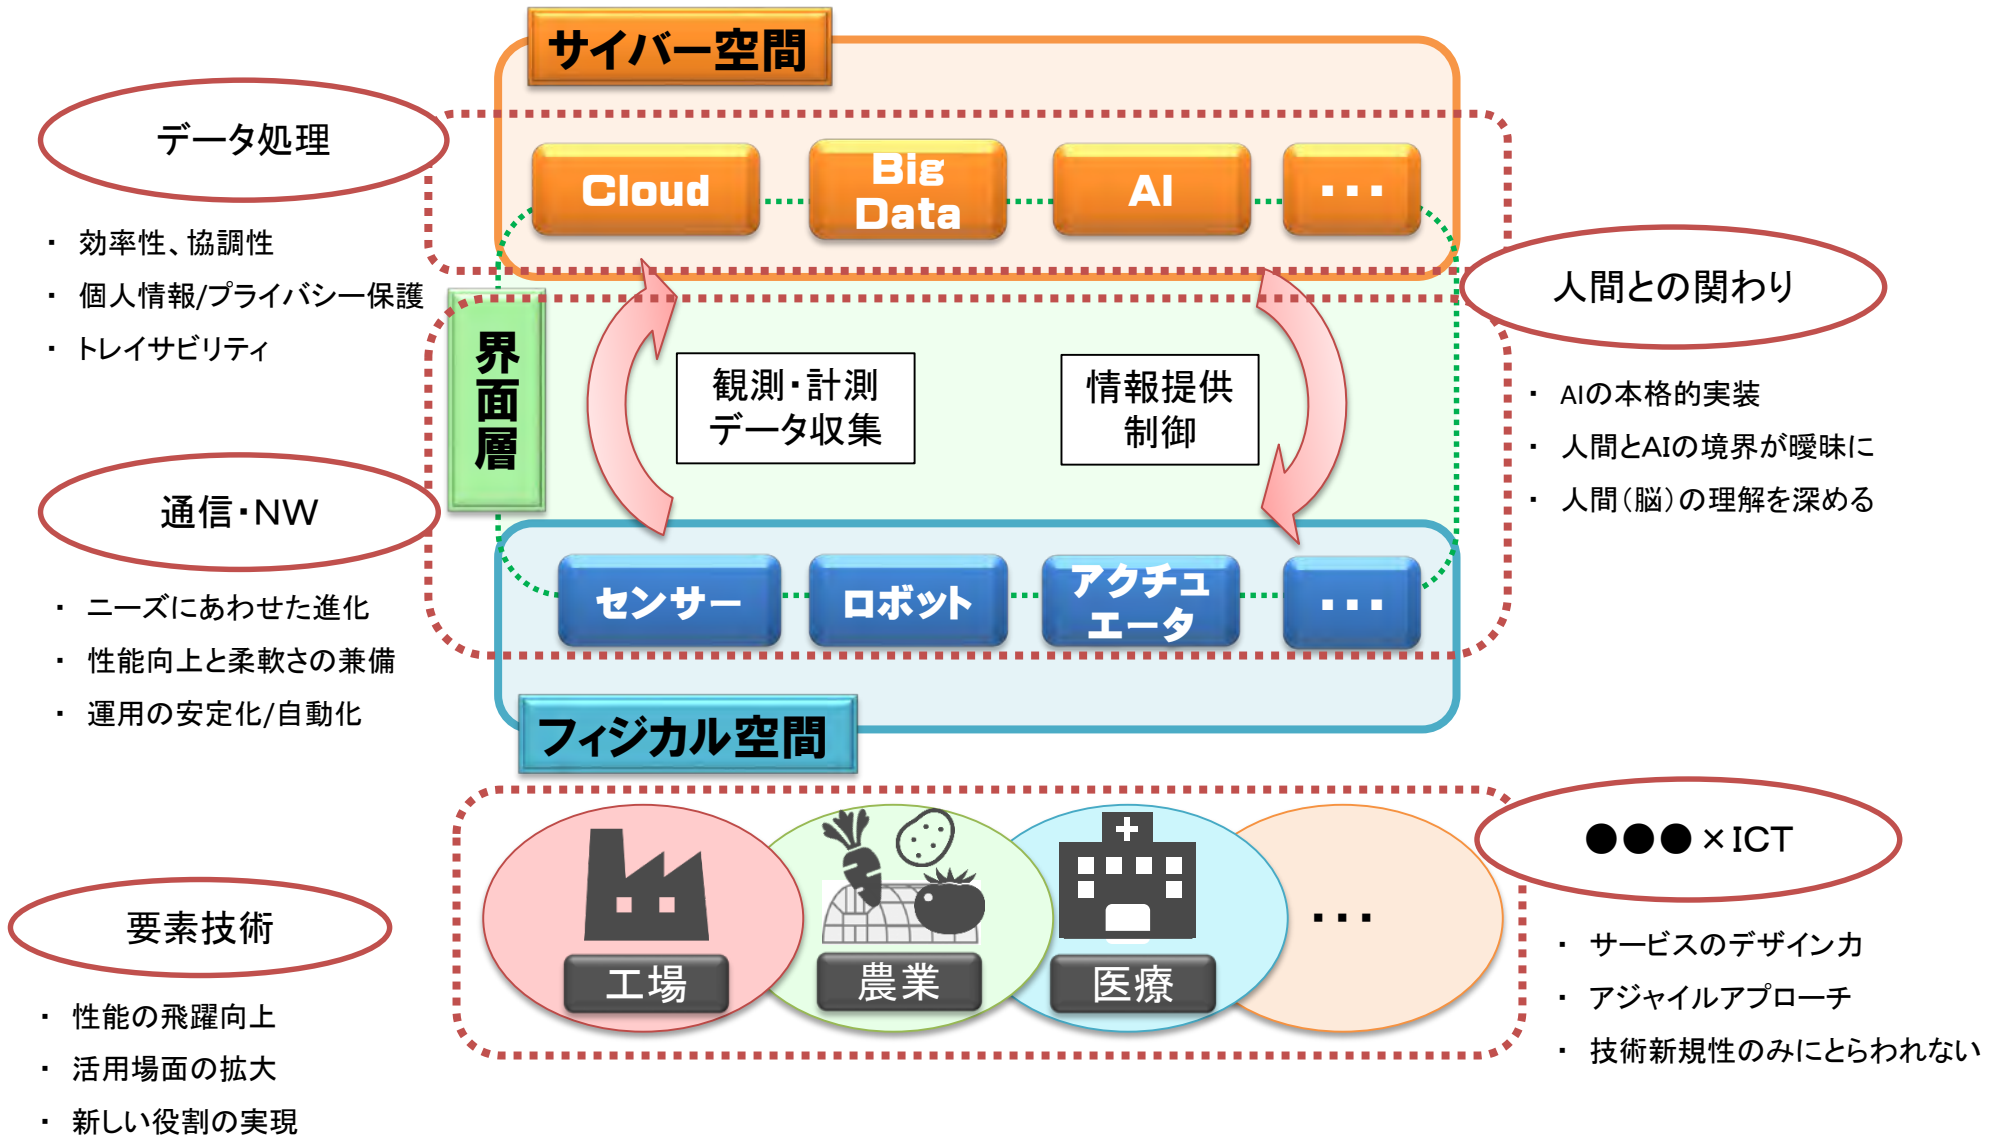 サイバー空間
データ処理
・ 効率性、協調性
・ 個人情報/プライバシー保護
・ トレイサビリティ
Cloud
Big
Data
AI
・・・
人間との関わり
・ AIの本格的実装
・ 人間とAIの境界が曖昧に
・ 人間（脳）の理解を深める
界面層
観測・計測
データ収集
情報提供
制御
通信・NW
・ ニーズにあわせた進化
・ 性能向上と柔軟さの兼備
・ 運用の安定化/自動化
センサー
ロボット
アクチュ
エータ
・・・
フィジカル空間
工場
農業
医療
・・・
●●●×ICT
・ サービスのデザイン力
・ アジャイルアプローチ
・ 技術新規性のみにとらわれない
要素技術
・ 性能の飛躍向上
・ 活用場面の拡大
・ 新しい役割の実現